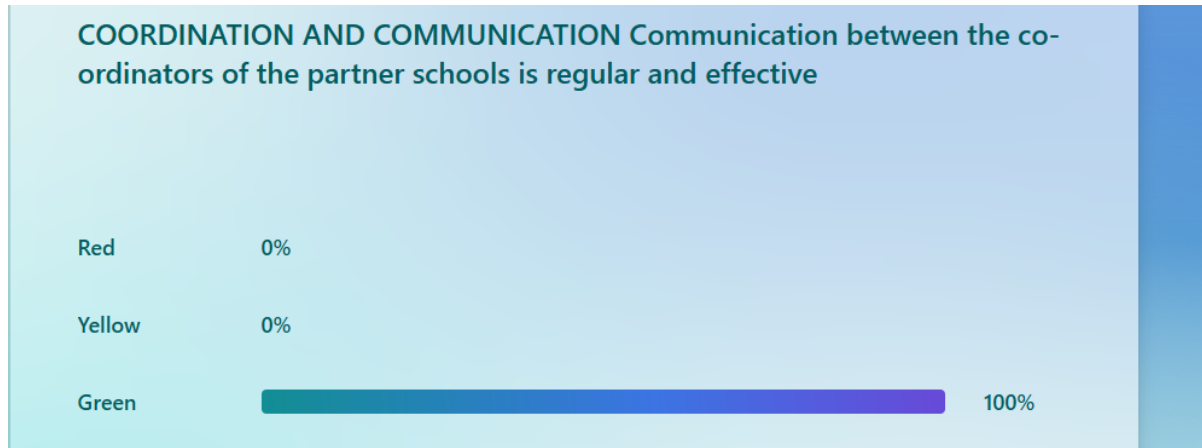 COORDINATION AND COMMUNICATION Communication between the co-
ordinators of the partner schools is regular and effective
Red 0%
Yellow 0%
Green 100%